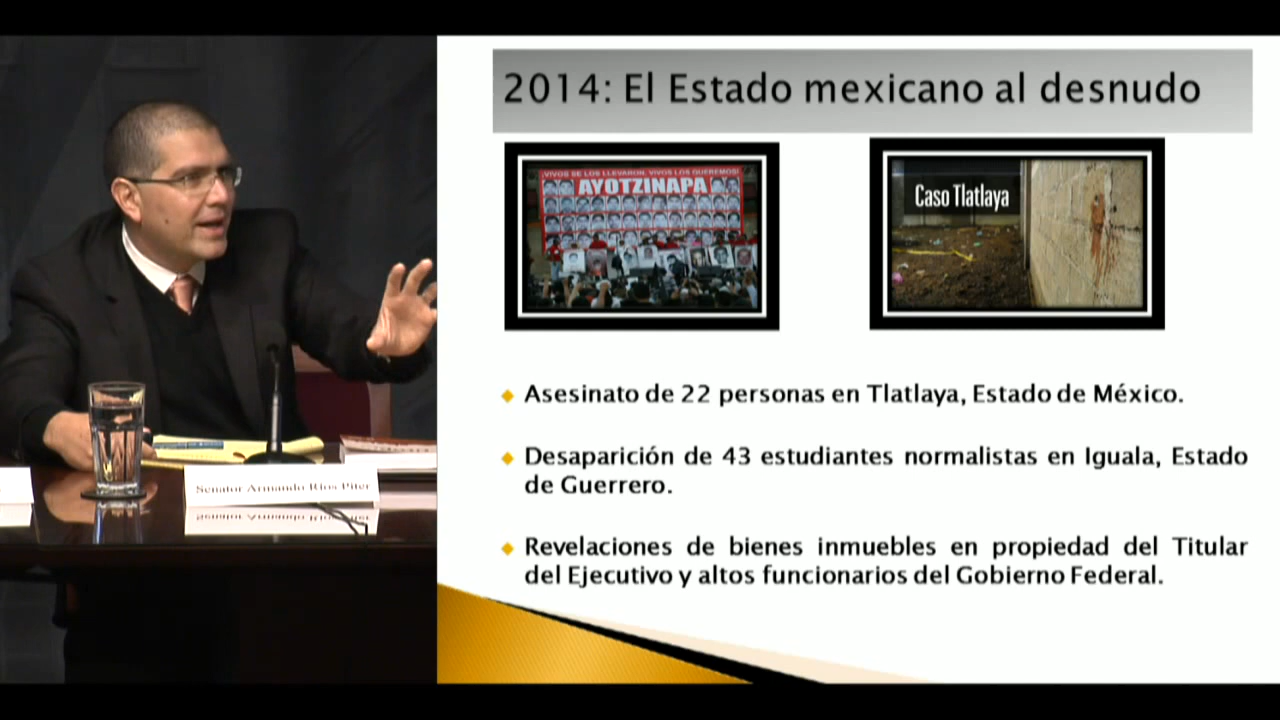 2014: El Estado mexicano al desnudo
¡VIVOS SE LOS LLEVARON, VIVOS LOS QUEREMOS!
AYOTZINAPA
Caso Tlatlaya
Asesinato de 22 personas en Tlatlaya, Estado de México.
Desaparición de 43 estudiantes normalistas en Iguala, Estado
de Guerrero.
Revelaciones de bienes inmuebles en propiedad del Titular
del Ejecutivo y altos funcionarios del Gobierno Federal.
Senator Armando Ríos Piter